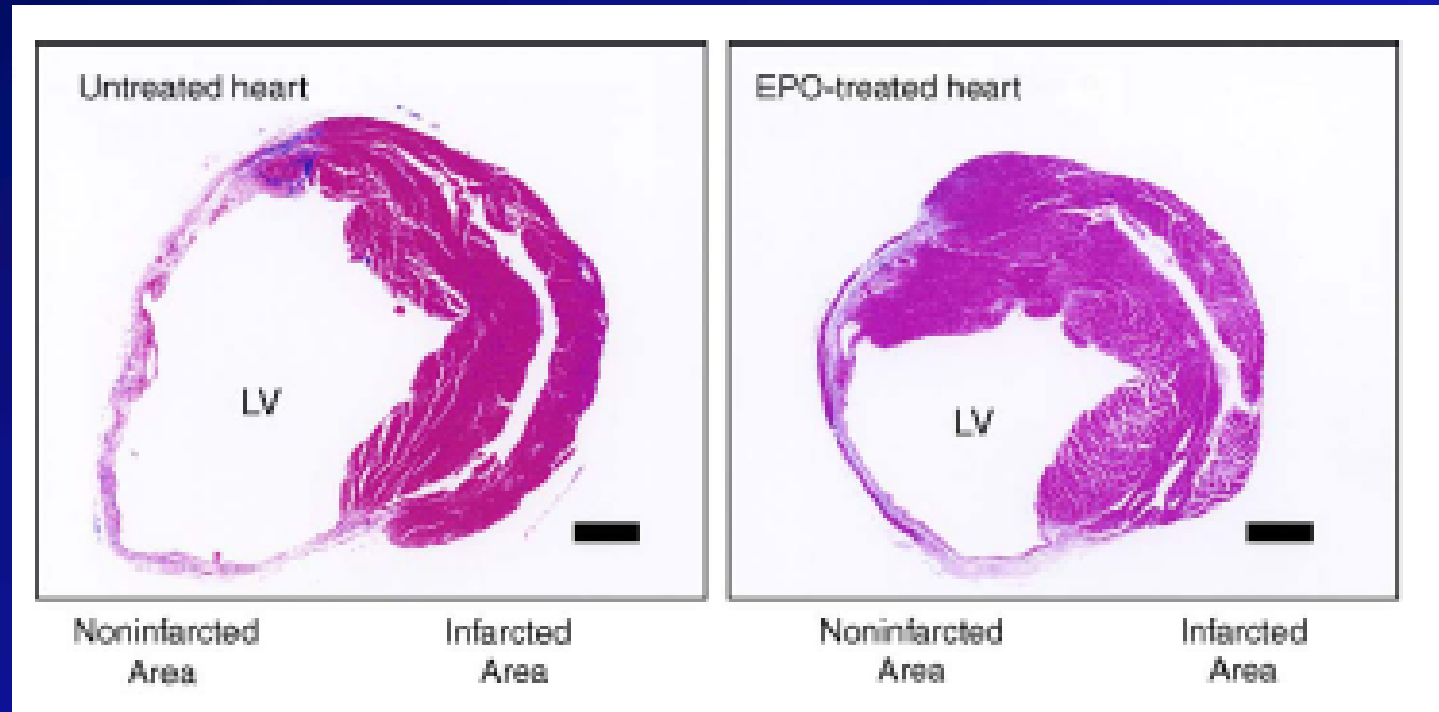 Untreated heart
LV
Noninfarcted
Area
Infarcted
Area
EPO-treated heart
LV
Noninfarcted
Area
Infarcted
Area